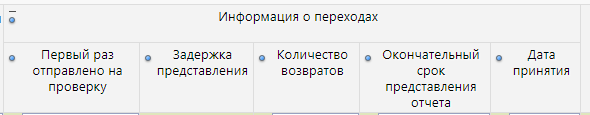 Информация о переходах
Первый раз
отправлено на
проверку
Задержка
представления
Количество
возвратов
Окончательный
срок
представления
отчета
Дата
принятия